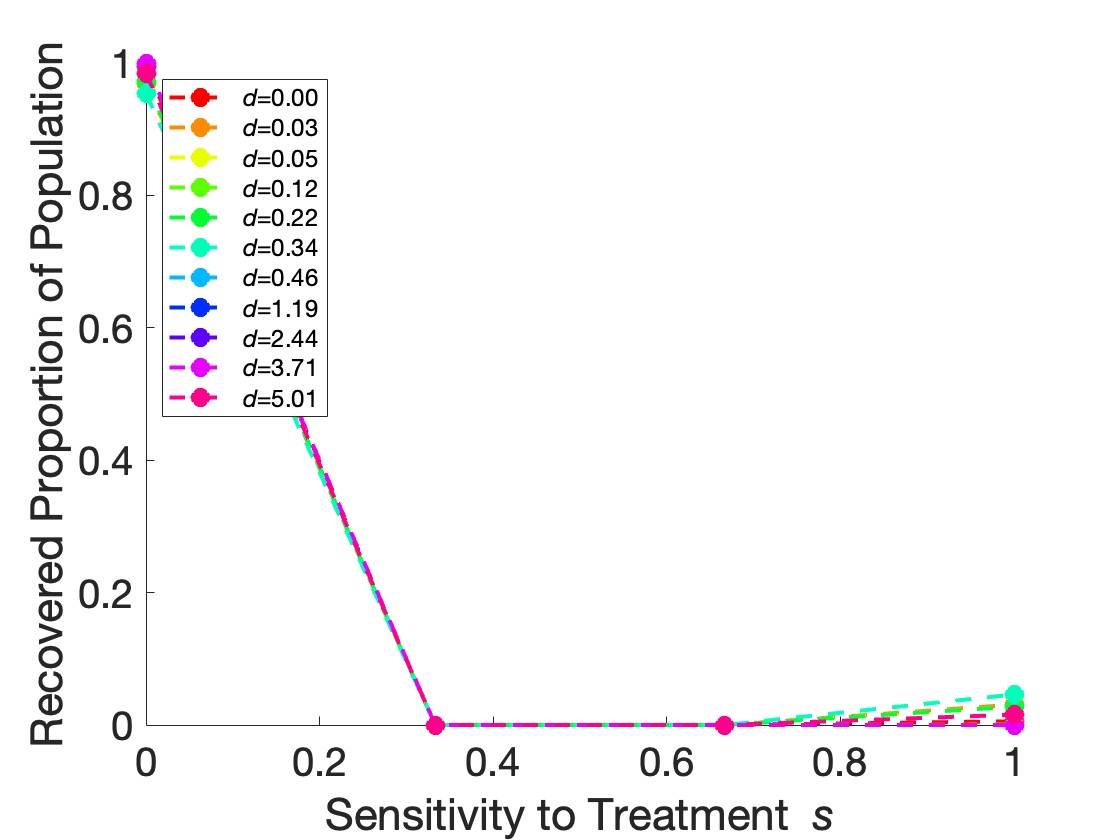 Recovered Proportion of Population
1
0.8
0.6
0.4
0.2
0
d=0.00
d=0.03
d=0.05
d=0.12
d=0.22
d=0.34
d=0.46
d=1.19
d=2.44
d=3.71
d=5.01
0 0.2 0.4 0.6 0.8 1
Sensitivity to Treatment s